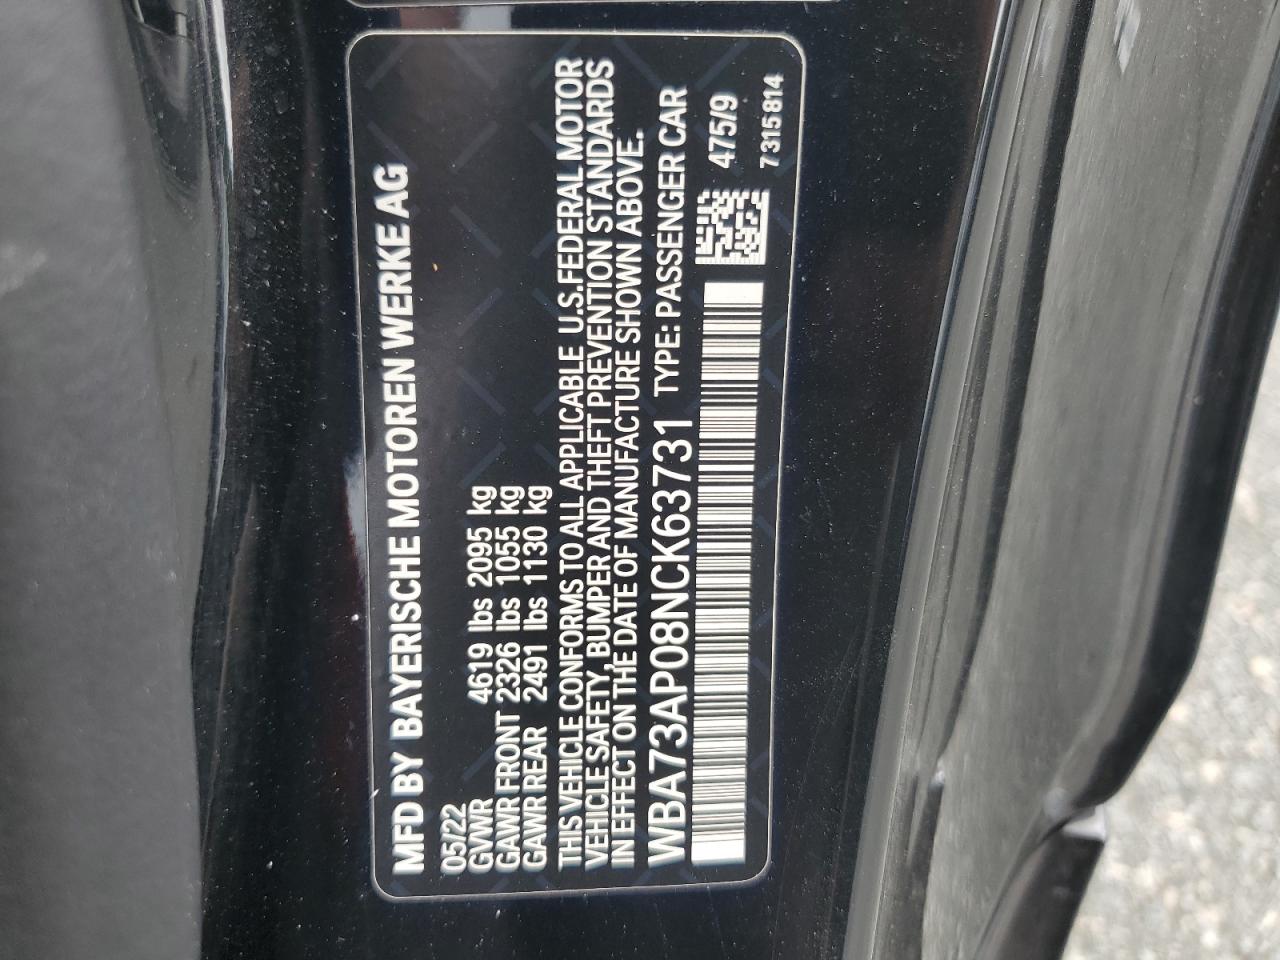 MFD BY BAYERISCHE MOTOREN WERKE AG
05/22
GVWR 4619 lbs 2095 kg
GAWR FRONT 2326 lbs 1055 kg
GAWR REAR 2491 lbs 1130 kg
THIS VEHICLE CONFORMS TO ALL APPLICABLE U.S.FEDERAL MOTOR
VEHICLE SAFETY, BUMPER AND THEFT PREVENTION STANDARDS
IN EFFECT ON THE DATE OF MANUFACTURE SHOWN ABOVE.
WBA73AP08NCK63731 TYPE: PASSENGER CAR
475/9
7315814